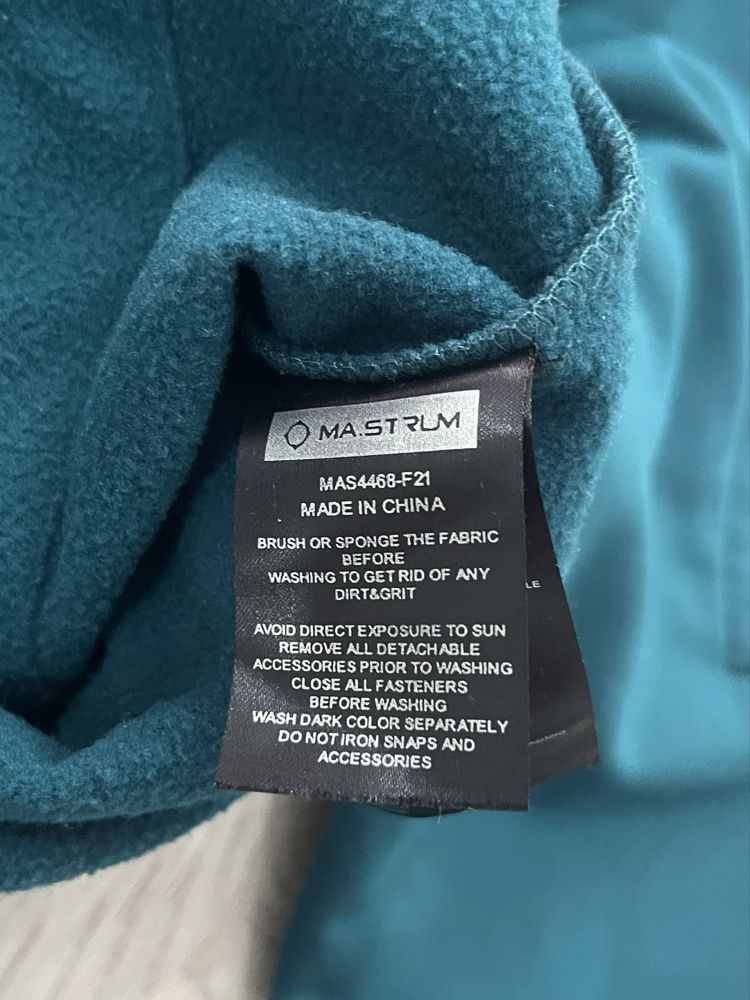 MA.STRUM
MAS4468-F21
MADE IN CHINA
BRUSH OR SPONGE THE FABRIC
BEFORE
WASHING TO GET RID OF ANY
DIRT&GRIT
AVOID DIRECT EXPOSURE TO SUN
REMOVE ALL DETACHABLE
ACCESSORIES PRIOR TO WASHING
CLOSE ALL FASTENERS
BEFORE WASHING
WASH DARK COLOR SEPARATELY
DO NOT IRON SNAPS AND
ACCESSORIES
LE